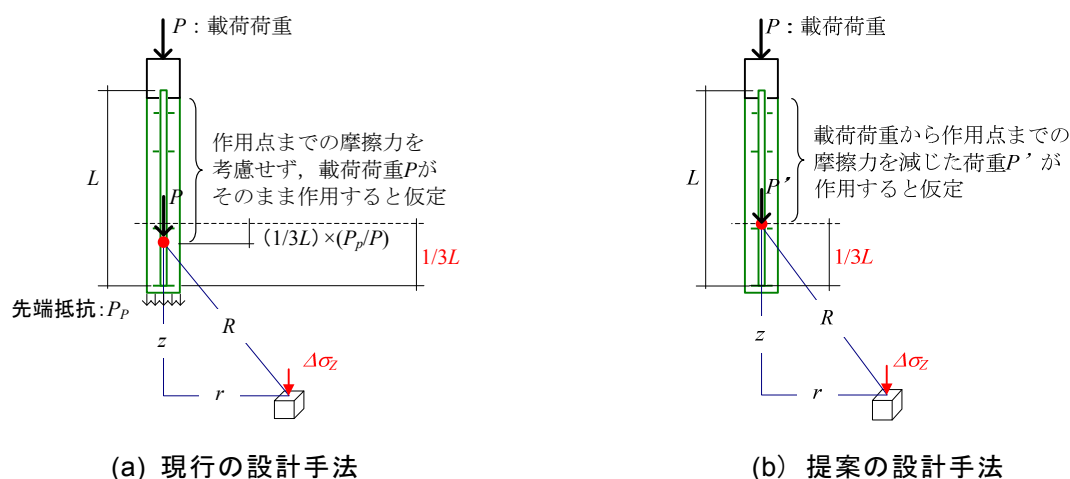 P：載荷荷重
作用点までの摩擦力を
考慮せず，載荷荷重Pが
そのまま作用すると仮定
L
P
(1/3L)×(Pp/P)
1/3L
先端抵抗:PP
z
R
ΔσZ
r
(a) 現行の設計手法
P：載荷荷重
載荷荷重から作用点までの
摩擦力を減じた荷重P’が
作用すると仮定
L
P’
1/3L
z
R
ΔσZ
r
(b) 提案の設計手法